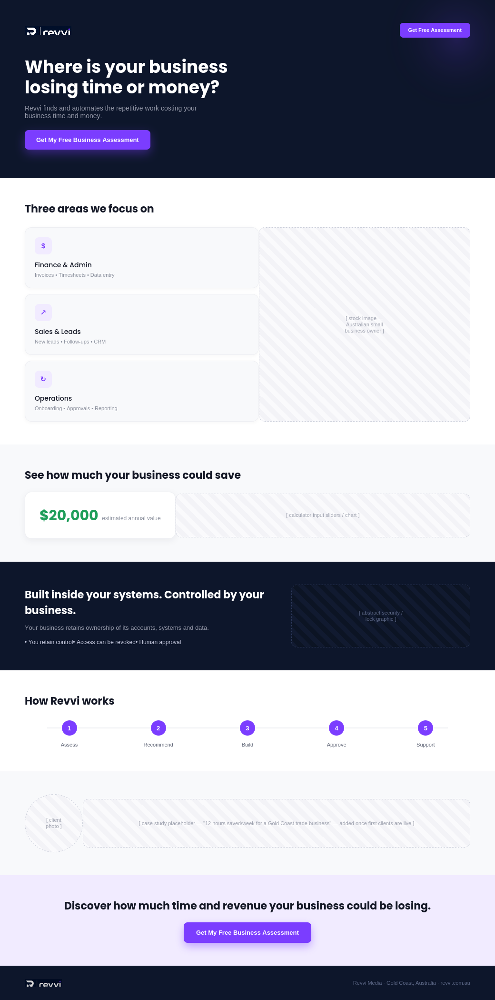 revvi
Get Free Assessment
Where is your business
losing time or money?
Revvi finds and automates the repetitive work costing your
business time and money.
Get My Free Business Assessment
Three areas we focus on
$
Finance & Admin
Invoices • Timesheets • Data entry
↗
Sales & Leads
New leads • Follow-ups • CRM
↻
Operations
Onboarding • Approvals • Reporting
[ stock image —
Australian small
business owner ]
See how much your business could save
$20,000 estimated annual value
[ calculator input sliders / chart ]
Built inside your systems. Controlled by your
business.
Your business retains ownership of its accounts, systems and data.
• You retain control• Access can be revoked• Human approval
[ abstract security /
lock graphic ]
How Revvi works
1 2 3 4 5
Assess Recommend Build Approve Support
[ client
photo ]
[ case study placeholder — "12 hours saved/week for a Gold Coast trade business" — added once first clients are live ]
Discover how much time and revenue your business could be losing.
Get My Free Business Assessment
revvi
Revvi Media · Gold Coast, Australia · revvi.com.au